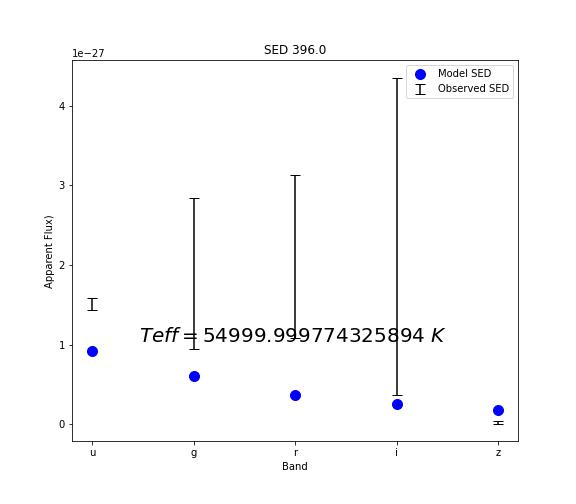 SED 396.0
1e−27
Model SED
Observed SED
4
3
2
1
0
Teff = 54999.999774325894 K
Apparent Flux)
u g r i z
Band